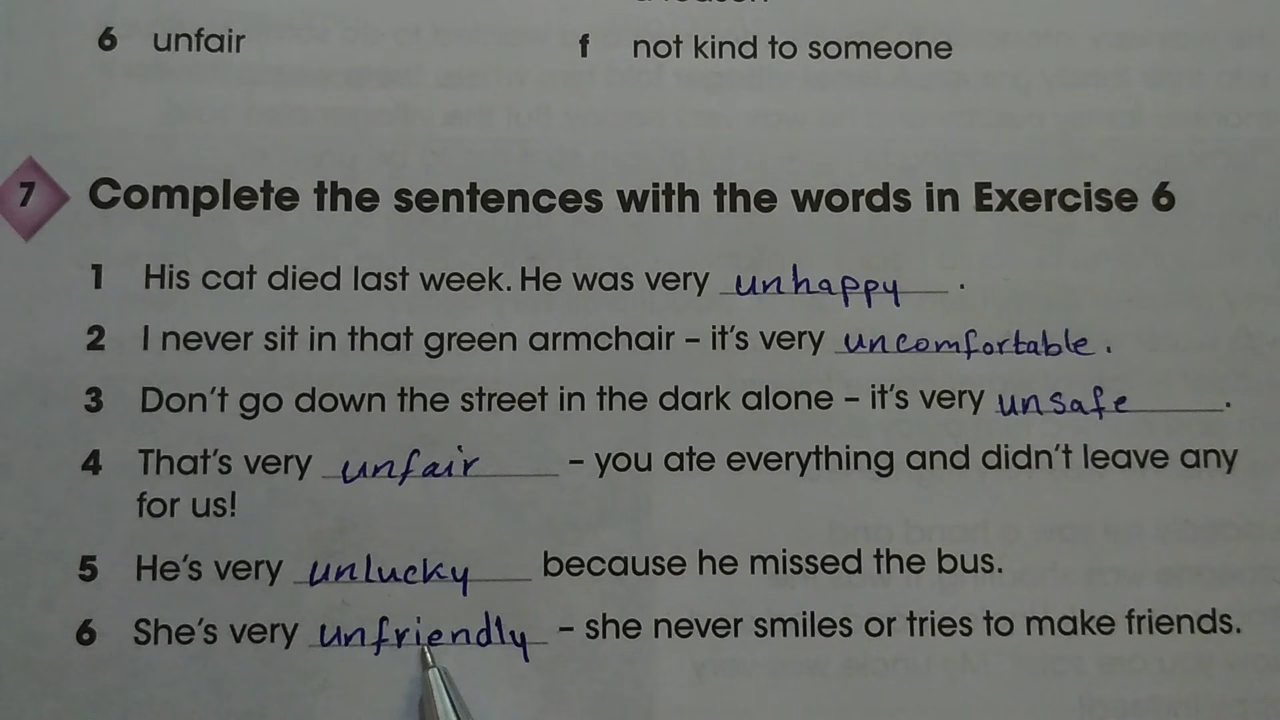 6 unfair f not kind to someone
7 Complete the sentences with the words in Exercise 6
1 His cat died last week. He was very unhappy .
2 I never sit in that green armchair – it's very uncomfortable.
3 Don't go down the street in the dark alone – it's very unsafe .
4 That's very unfair – you ate everything and didn't leave any
for us!
5 He's very unlucky because he missed the bus.
6 She's very unfriendly – she never smiles or tries to make friends.